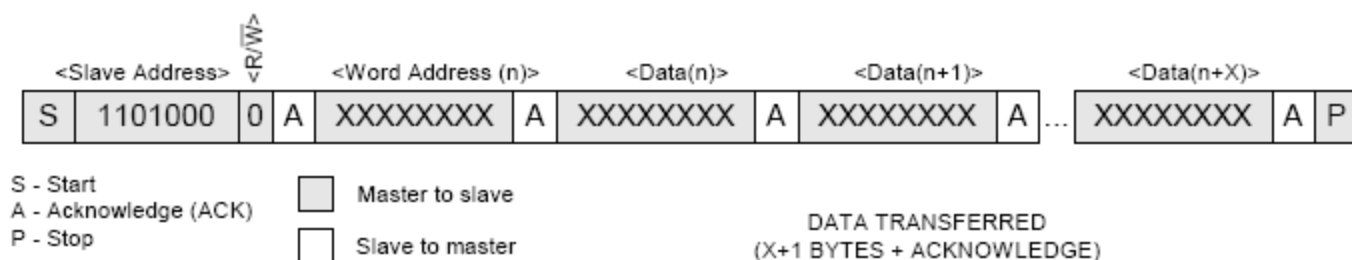 <Slave Address> <R/W̅> <Word Address (n)> <Data(n)> <Data(n+1)> <Data(n+X)>
S 1101000 0 A XXXXXXXX A XXXXXXXX A XXXXXXXX A ... XXXXXXXX A P
S - Start
A - Acknowledge (ACK)
P - Stop
Master to slave
Slave to master
DATA TRANSFERRED
(X+1 BYTES + ACKNOWLEDGE)